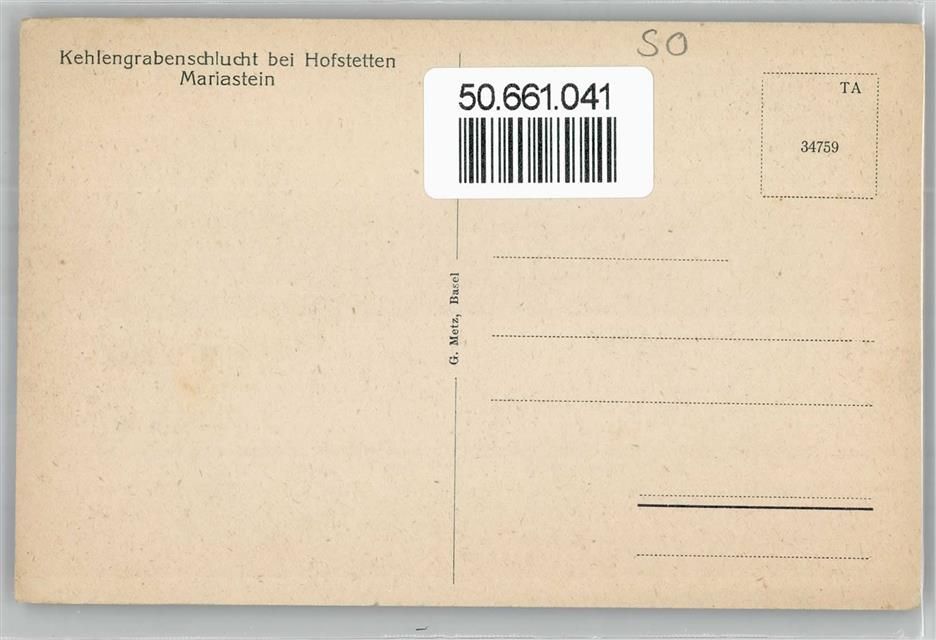 Kehlengrabenschlucht bei Hofstetten
Mariastein
SO
50.661.041
TA
34759
G. Metz, Basel